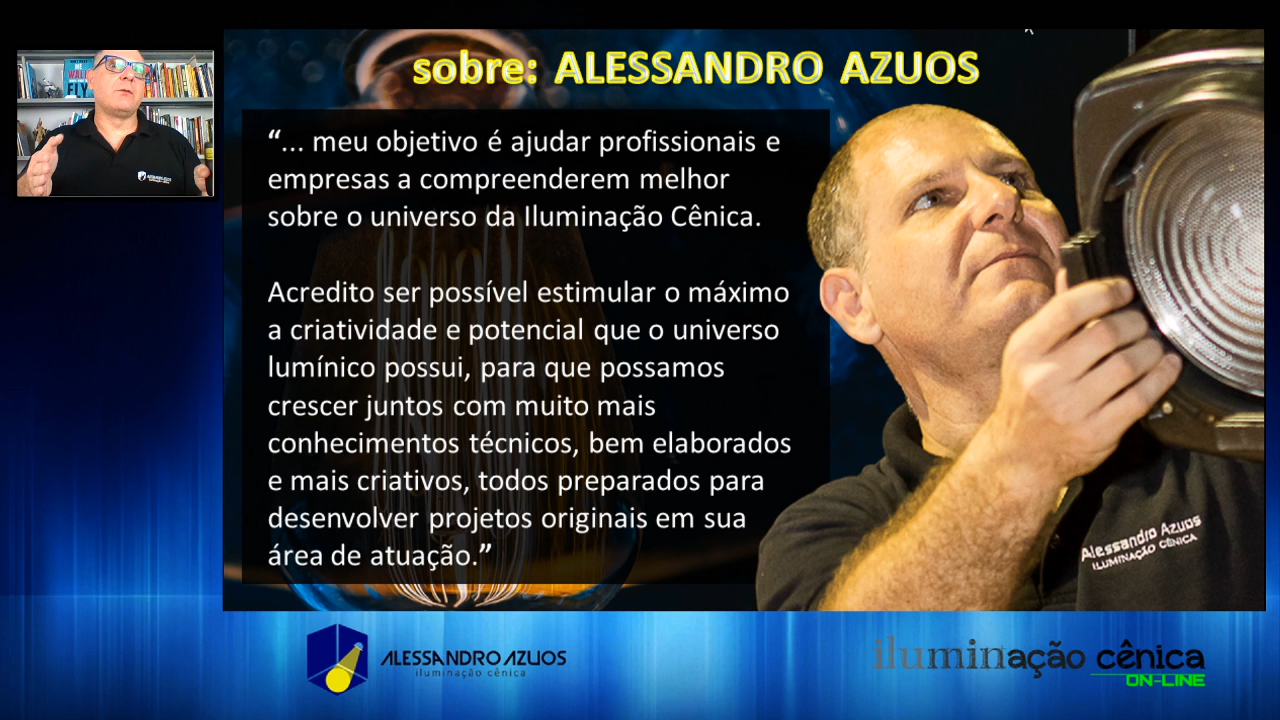 sobre: ALESSANDRO AZUOS
“... meu objetivo é ajudar profissionais e
empresas a compreenderem melhor
sobre o universo da Iluminação Cênica.
Acredito ser possível estimular o máximo
a criatividade e potencial que o universo
lumínico possui, para que possamos
crescer juntos com muito mais
conhecimentos técnicos, bem elaborados
e mais criativos, todos preparados para
desenvolver projetos originais em sua
área de atuação.”
Alessandro Azuos
ILUMINAÇÃO CÊNICA
ALESSANDRO AZUOS
iluminação cênica
iluminação cênica
ON-LINE
WALL
FLY